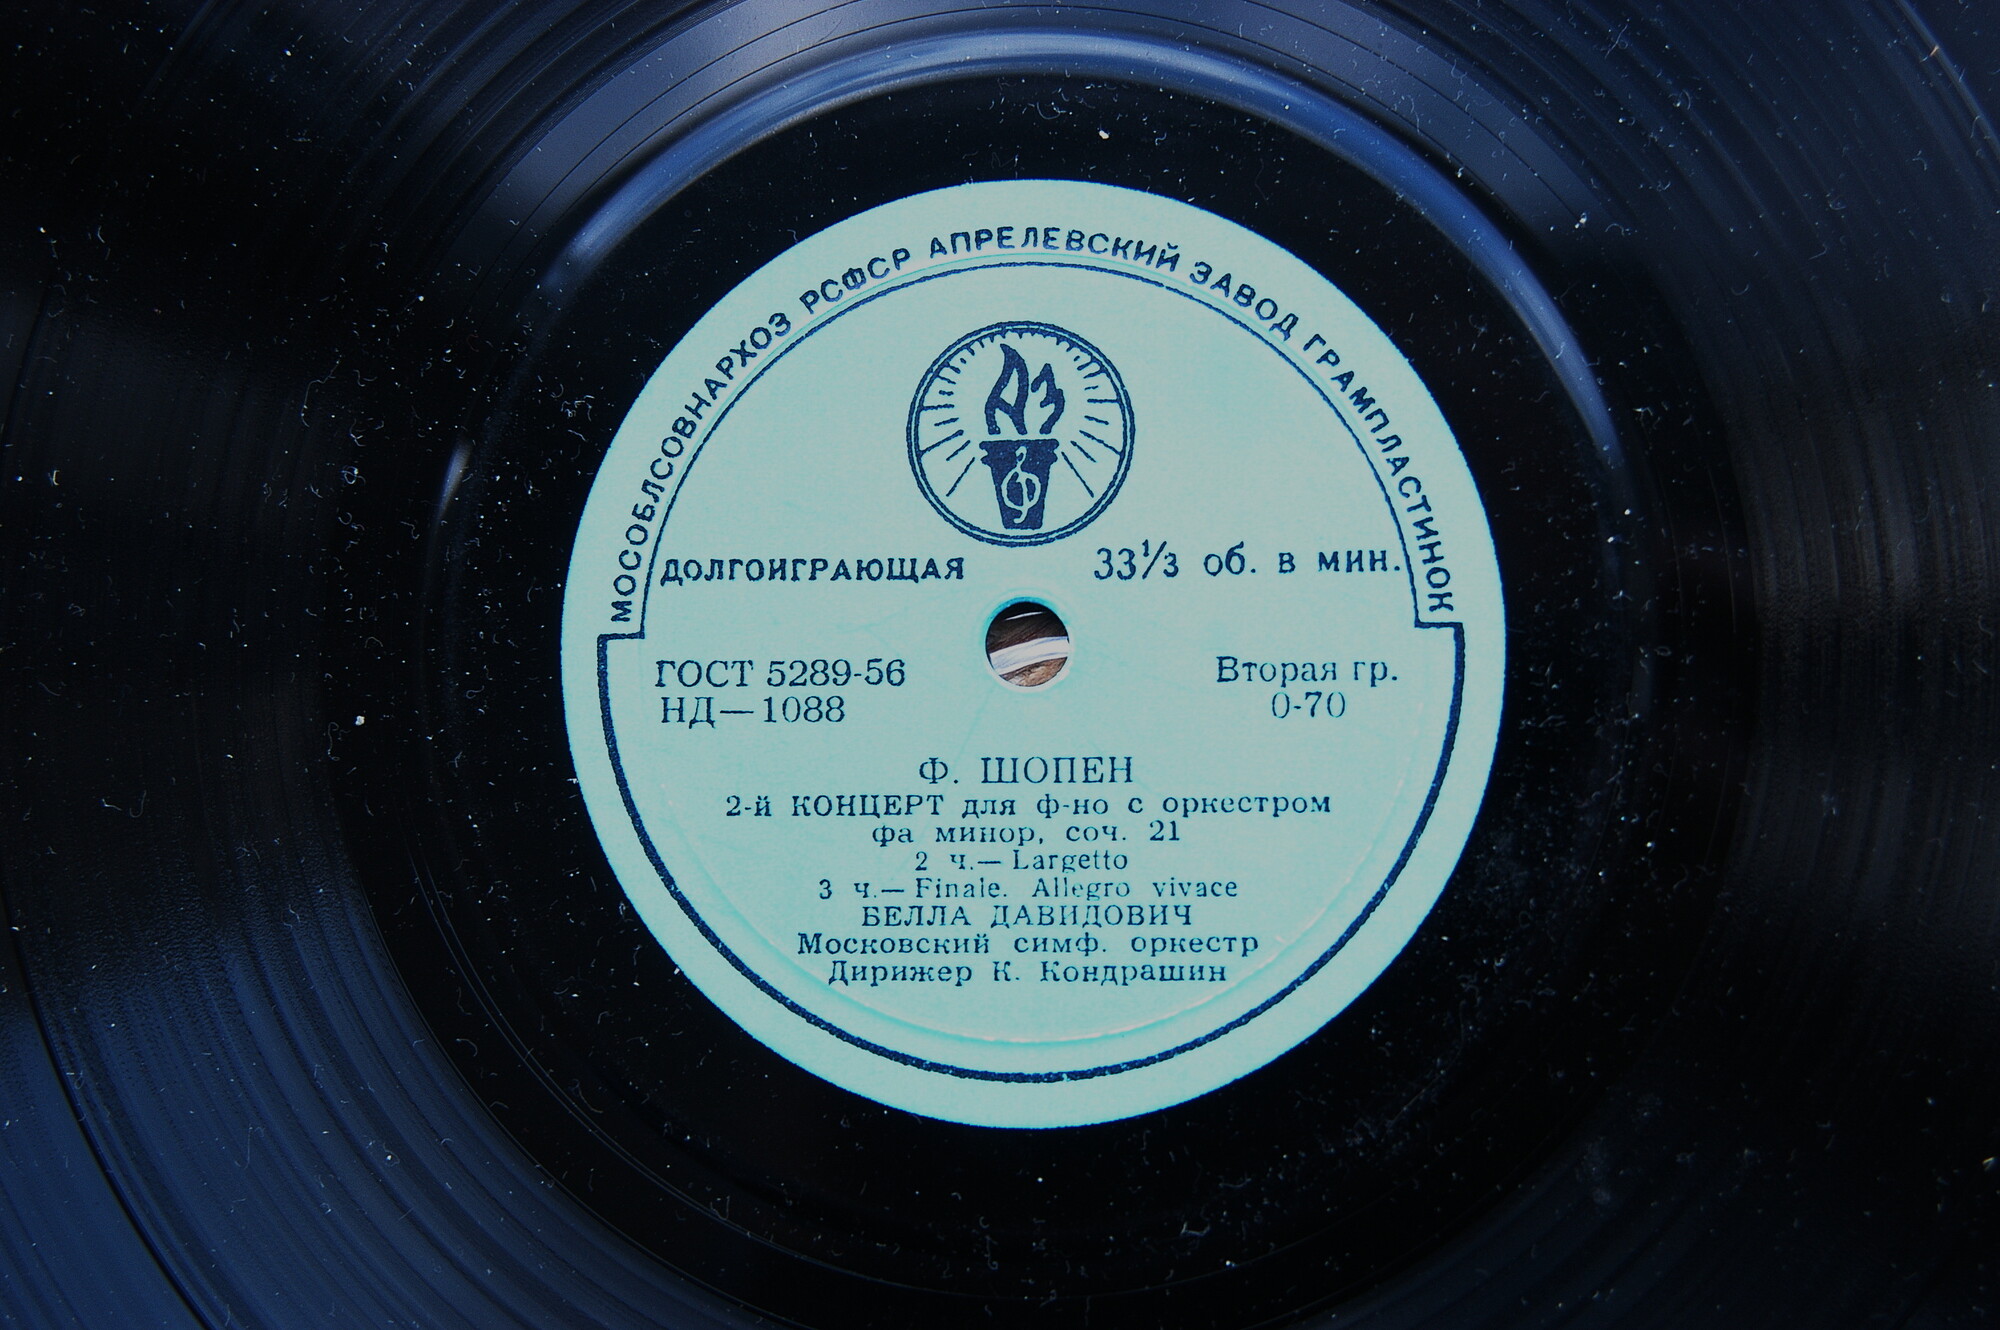 МОСОБЛСОВНАРХОЗ РСФСР АПРЕЛЕВСКИЙ ЗАВОД ГРАМПЛАСТИНОК
АЗ
ДОЛГОИГРАЮЩАЯ 33⅓ об. в мин.
ГОСТ 5289-56 Вторая гр.
НД—1088 0-70
Ф. ШОПЕН
2-й КОНЦЕРТ для ф-но с оркестром
фа минор, соч. 21
2 ч.— Largetto
3 ч.— Finale. Allegro vivace
БЕЛЛА ДАВИДОВИЧ
Московский симф. оркестр
Дирижер К. Кондрашин